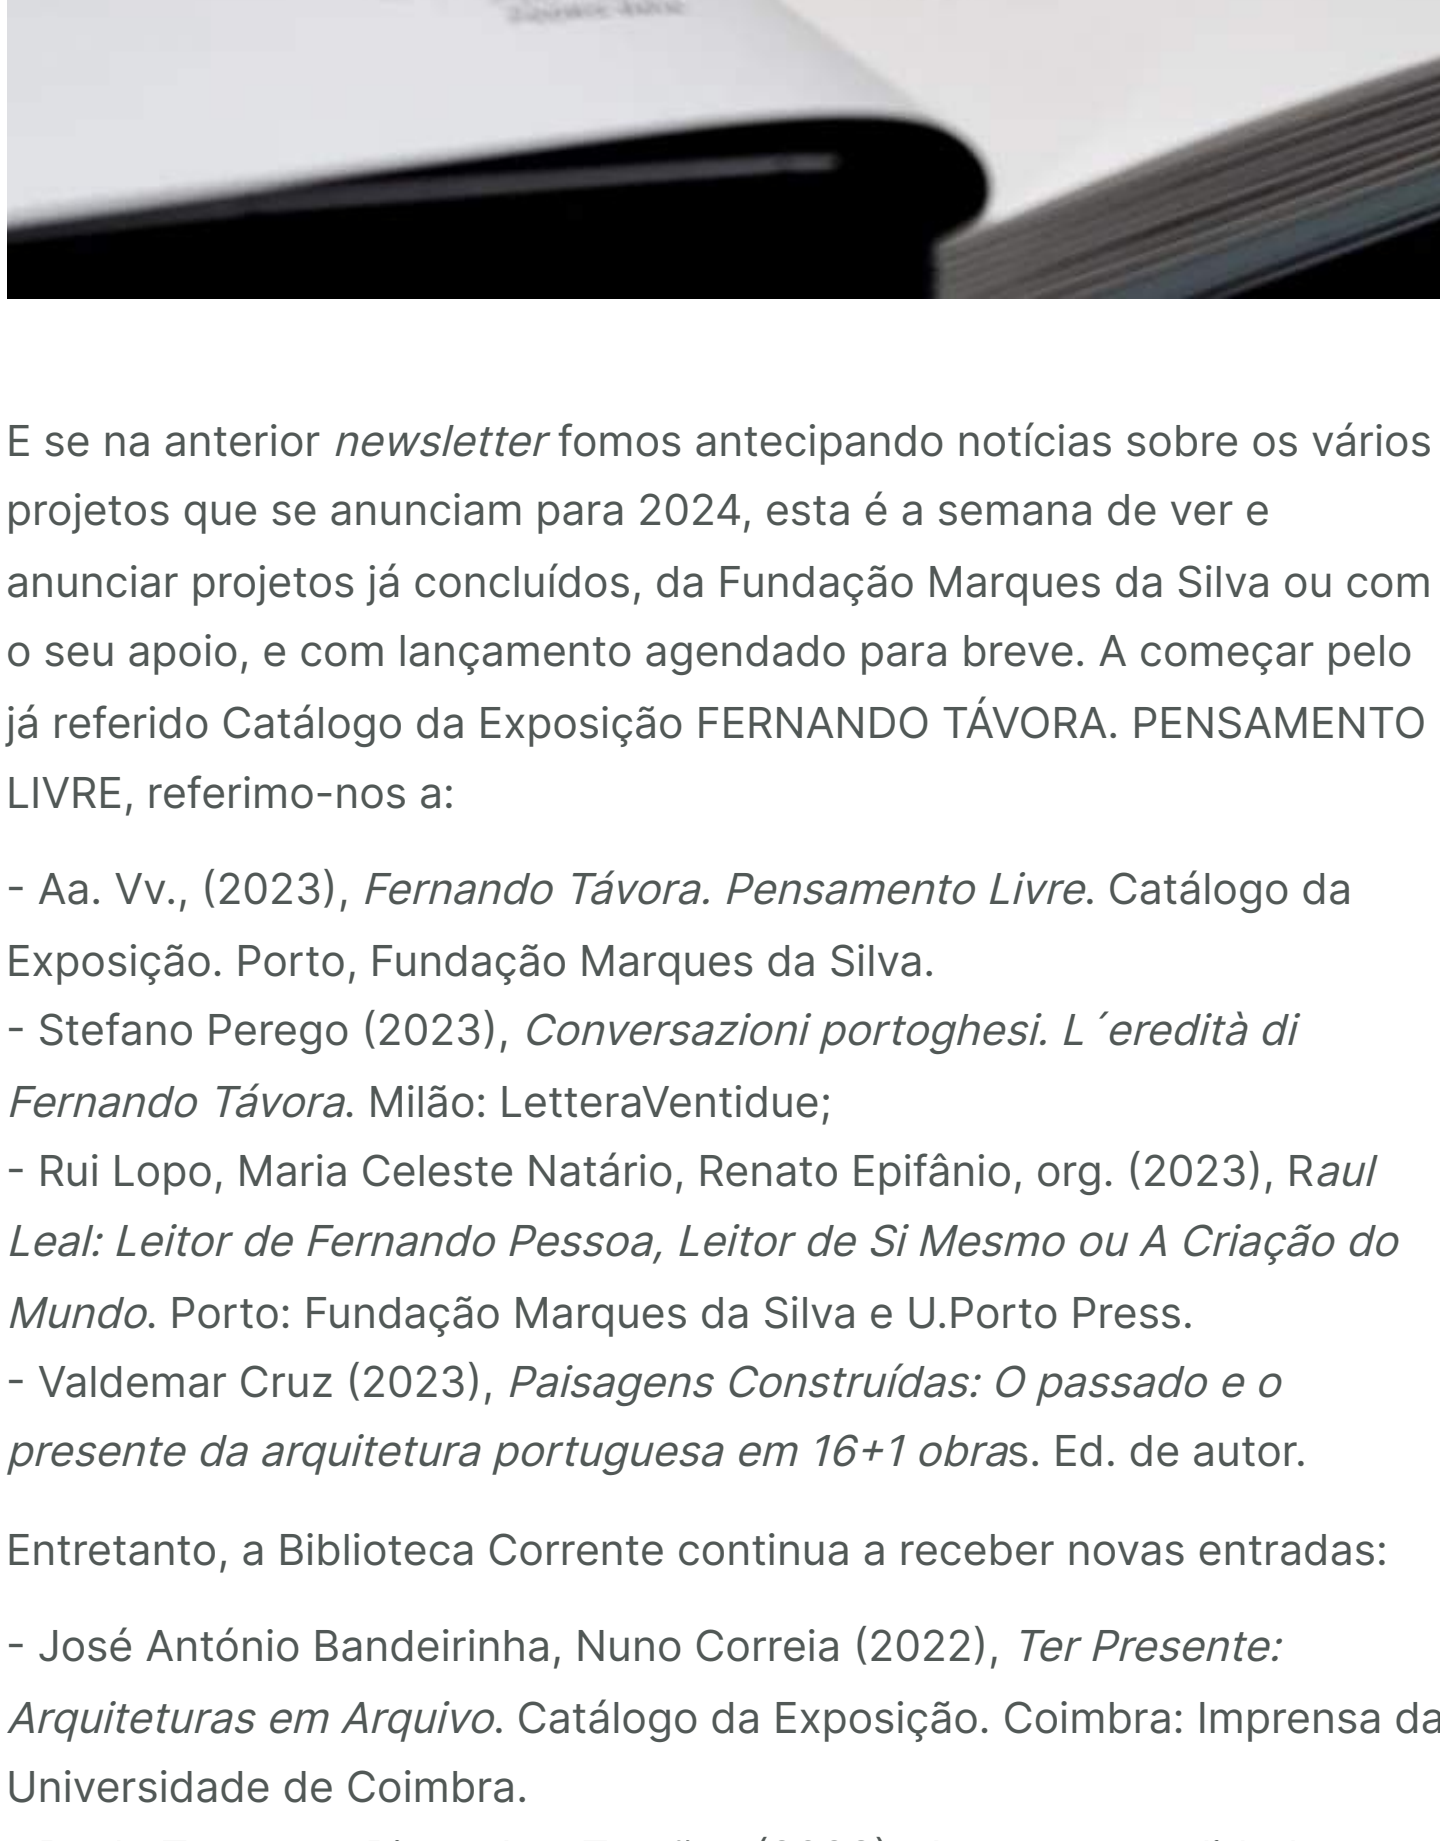 E se na anterior newsletter fomos antecipando notícias sobre os vários
projetos que se anunciam para 2024, esta é a semana de ver e
anunciar projetos já concluídos, da Fundação Marques da Silva ou com
o seu apoio, e com lançamento agendado para breve. A começar pelo
já referido Catálogo da Exposição FERNANDO TÁVORA. PENSAMENTO
LIVRE, referimo-nos a:
- Aa. Vv., (2023), Fernando Távora. Pensamento Livre. Catálogo da
Exposição. Porto, Fundação Marques da Silva.
- Stefano Perego (2023), Conversazioni portoghesi. L´eredità di
Fernando Távora. Milão: LetteraVentidue;
- Rui Lopo, Maria Celeste Natário, Renato Epifânio, org. (2023), Raul
Leal: Leitor de Fernando Pessoa, Leitor de Si Mesmo ou A Criação do
Mundo. Porto: Fundação Marques da Silva e U.Porto Press.
- Valdemar Cruz (2023), Paisagens Construídas: O passado e o
presente da arquitetura portuguesa em 16+1 obras. Ed. de autor.
Entretanto, a Biblioteca Corrente continua a receber novas entradas:
- José António Bandeirinha, Nuno Correia (2022), Ter Presente:
Arquiteturas em Arquivo. Catálogo da Exposição. Coimbra: Imprensa da
Universidade de Coimbra.